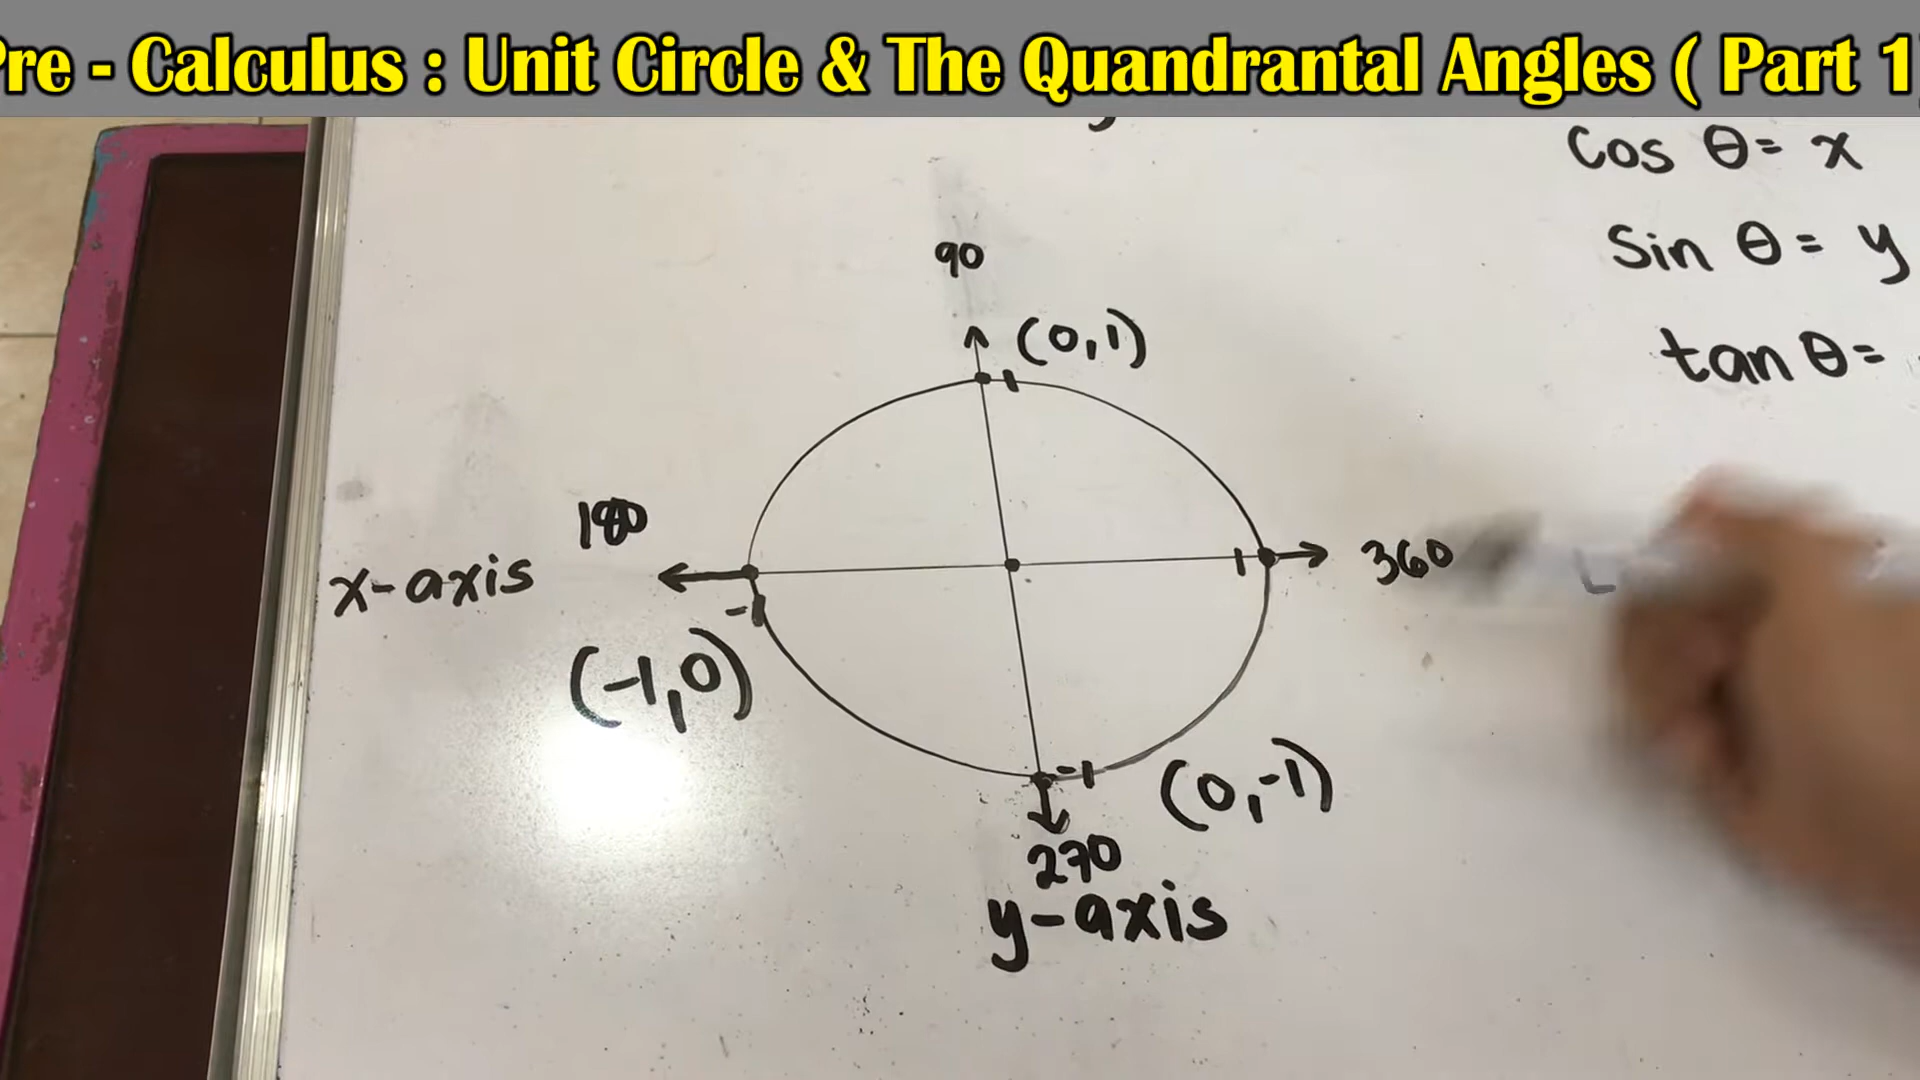 re - Calculus : Unit Circle & The Quandrantal Angles ( Part 1
cos θ = x
sin θ = y
tan θ =
90
(0,1)
1
180
x-axis
-1
(-1,0)
1
360
-1
(0,-1)
270
y-axis